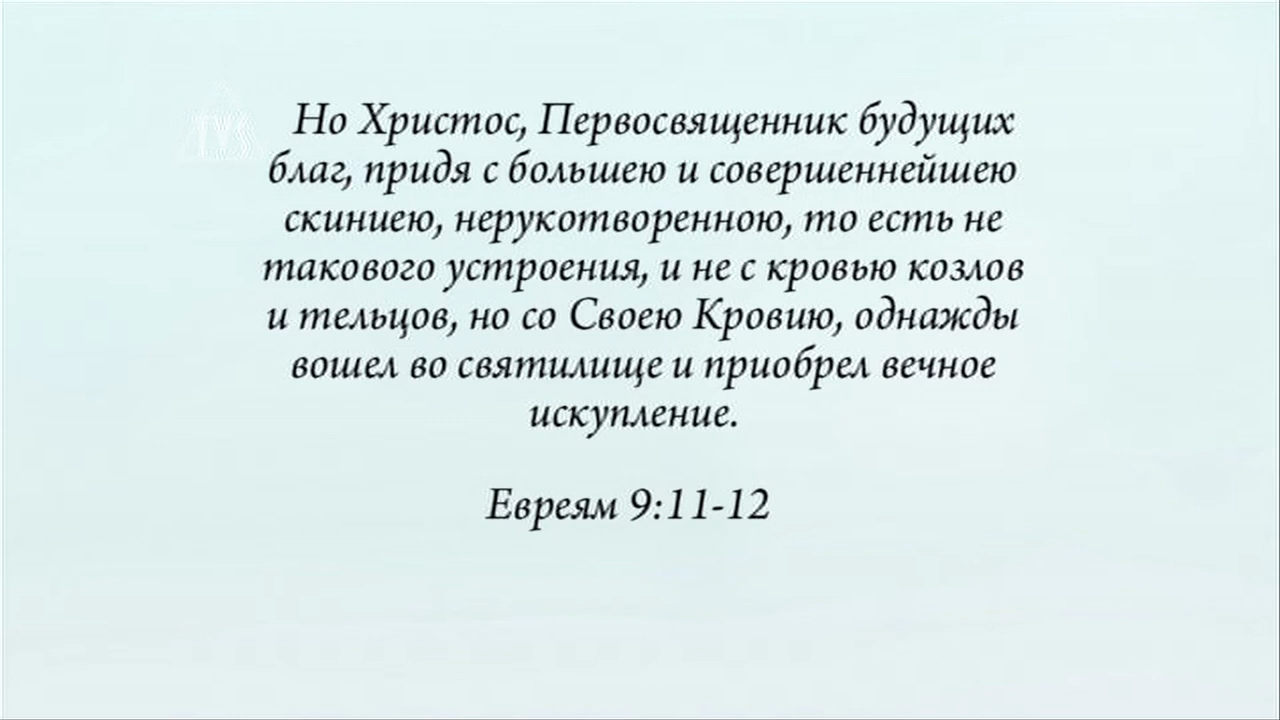 TVS
Но Христос, Первосвященник будущих
благ, придя с большею и совершеннейшею
скиниею, нерукотворенною, то есть не
такового устроения, и не с кровью козлов
и тельцов, но со Своею Кровию, однажды
вошел во святилище и приобрел вечное
искупление.
Евреям 9:11-12